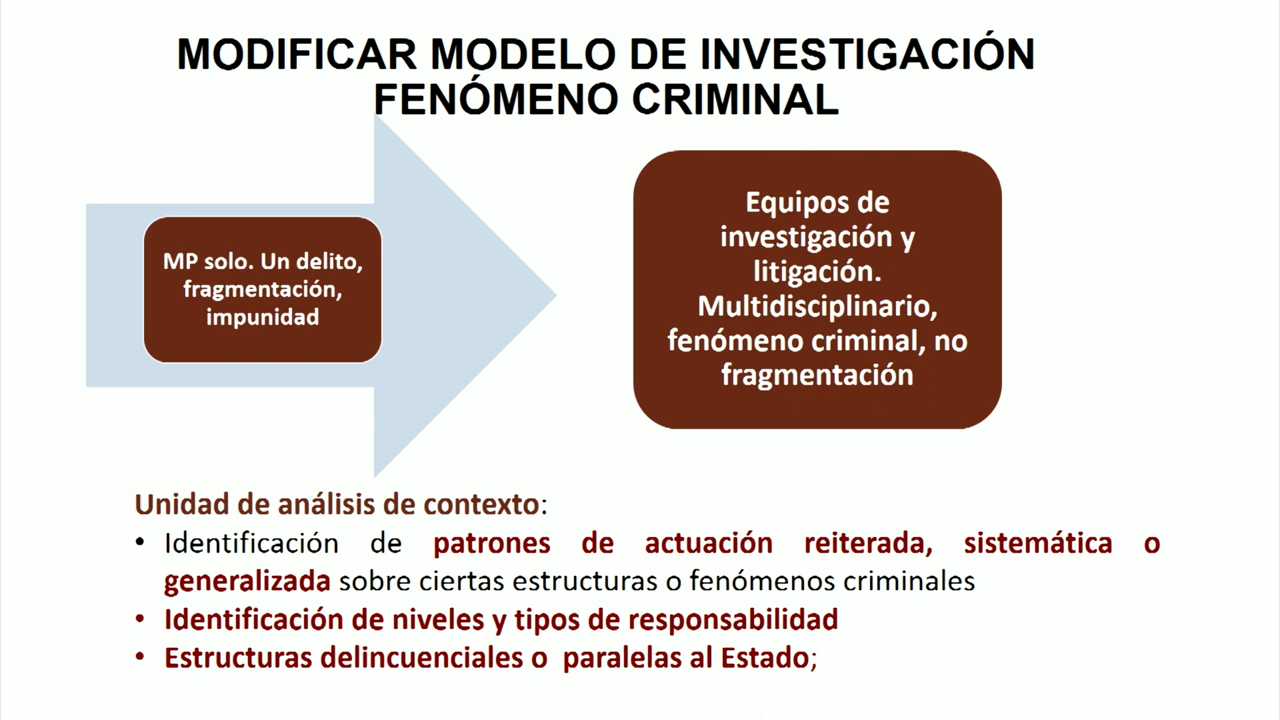 MODIFICAR MODELO DE INVESTIGACIÓN
FENÓMENO CRIMINAL
MP solo. Un delito,
fragmentación,
impunidad
Equipos de
investigación y
litigación.
Multidisciplinario,
fenómeno criminal, no
fragmentación
Unidad de análisis de contexto:
• Identificación de patrones de actuación reiterada, sistemática o
generalizada sobre ciertas estructuras o fenómenos criminales
• Identificación de niveles y tipos de responsabilidad
• Estructuras delincuenciales o paralelas al Estado;